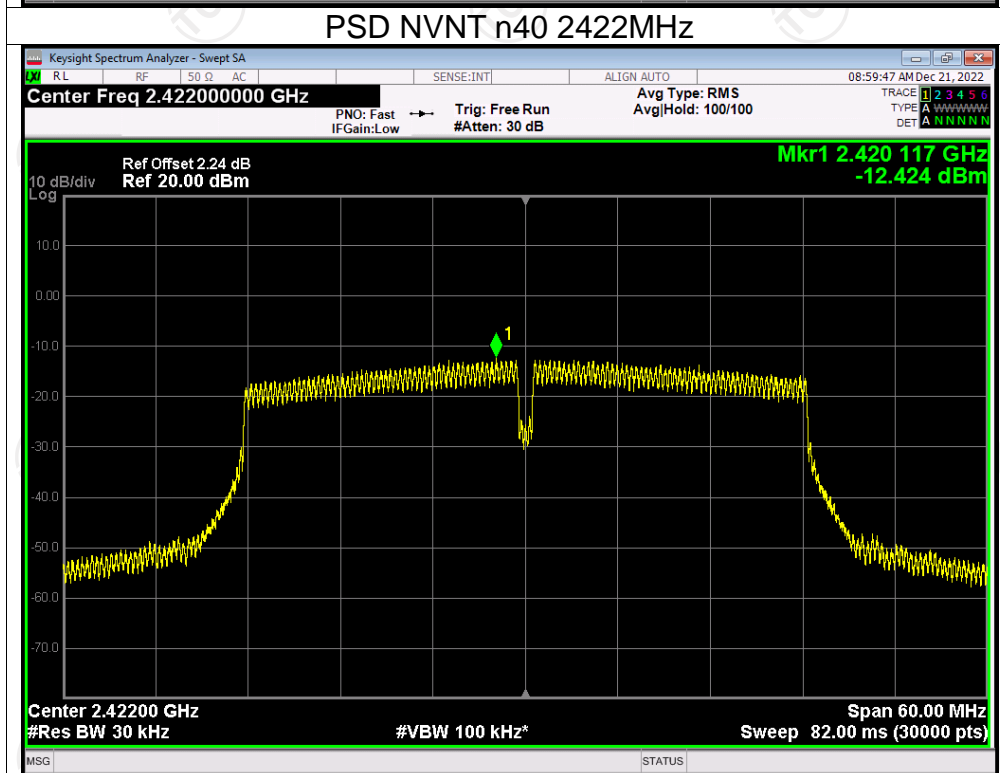 PSD NVNT n40 2422MHz
Keysight Spectrum Analyzer - Swept SA
LXI RL RF 50 Ω AC SENSE:INT ALIGN AUTO 08:59:47 AM Dec 21, 2022
Center Freq 2.422000000 GHz Avg Type: RMS TRACE 1 2 3 4 5 6
PNO: Fast Trig: Free Run Avg|Hold: 100/100 TYPE A WWWWW
IFGain:Low #Atten: 30 dB DET A N N N N N
Mkr1 2.420 117 GHz
Ref Offset 2.24 dB
-12.424 dBm
10 dB/div Ref 20.00 dBm
Log
10.0
0.00
1
-10.0
-20.0
-30.0
-40.0
-50.0
-60.0
-70.0
Center 2.42200 GHz Span 60.00 MHz
#Res BW 30 kHz #VBW 100 kHz* Sweep 82.00 ms (30000 pts)
MSG STATUS